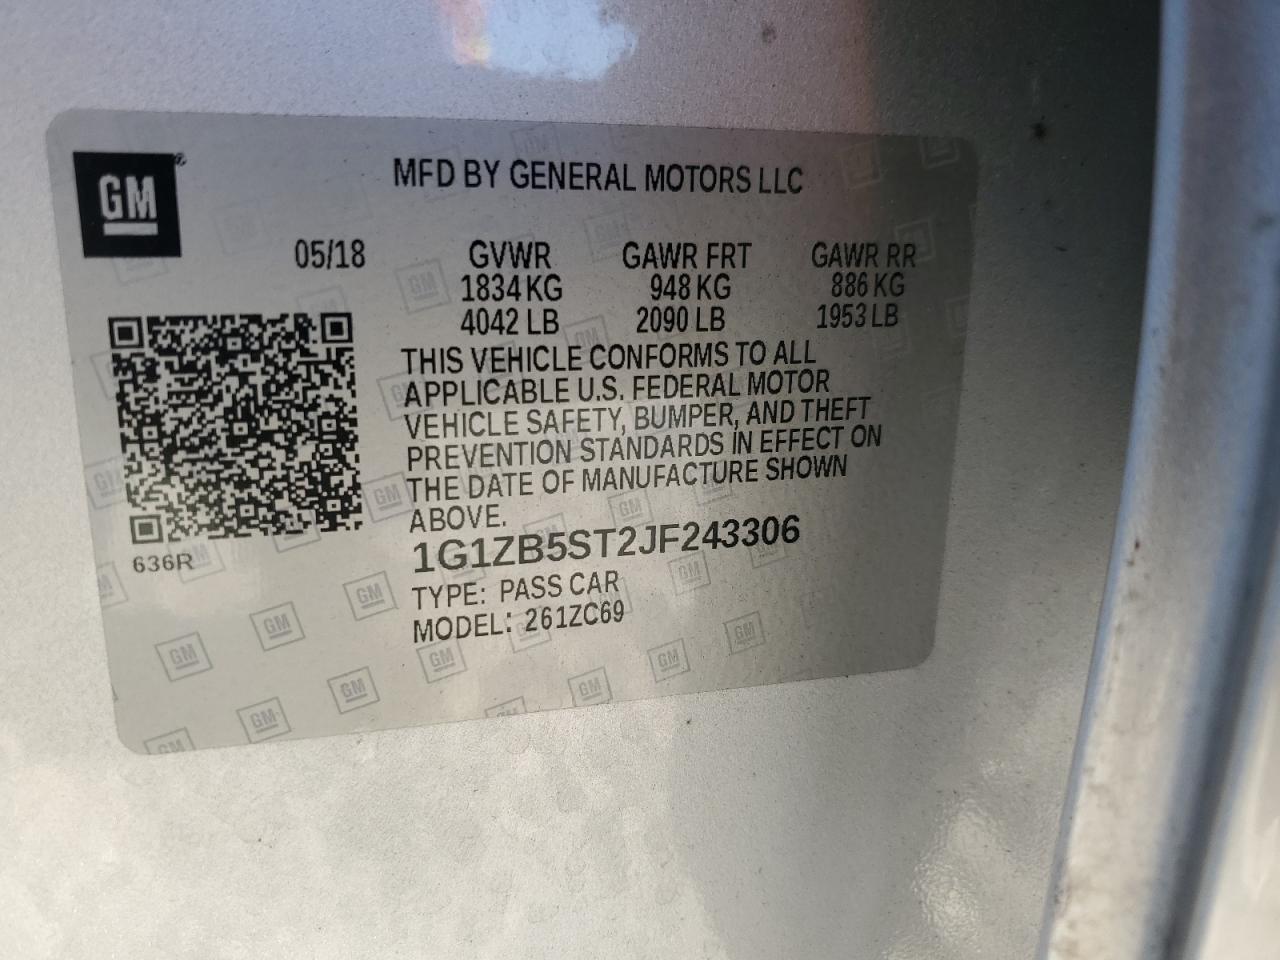 GM
MFD BY GENERAL MOTORS LLC
05/18 GVWR GAWR FRT GAWR RR
1834 KG 948 KG 886 KG
4042 LB 2090 LB 1953 LB
THIS VEHICLE CONFORMS TO ALL
APPLICABLE U.S. FEDERAL MOTOR
VEHICLE SAFETY, BUMPER, AND THEFT
PREVENTION STANDARDS IN EFFECT ON
THE DATE OF MANUFACTURE SHOWN
ABOVE.
636R
1G1ZB5ST2JF243306
TYPE: PASS CAR
MODEL: 261ZC69